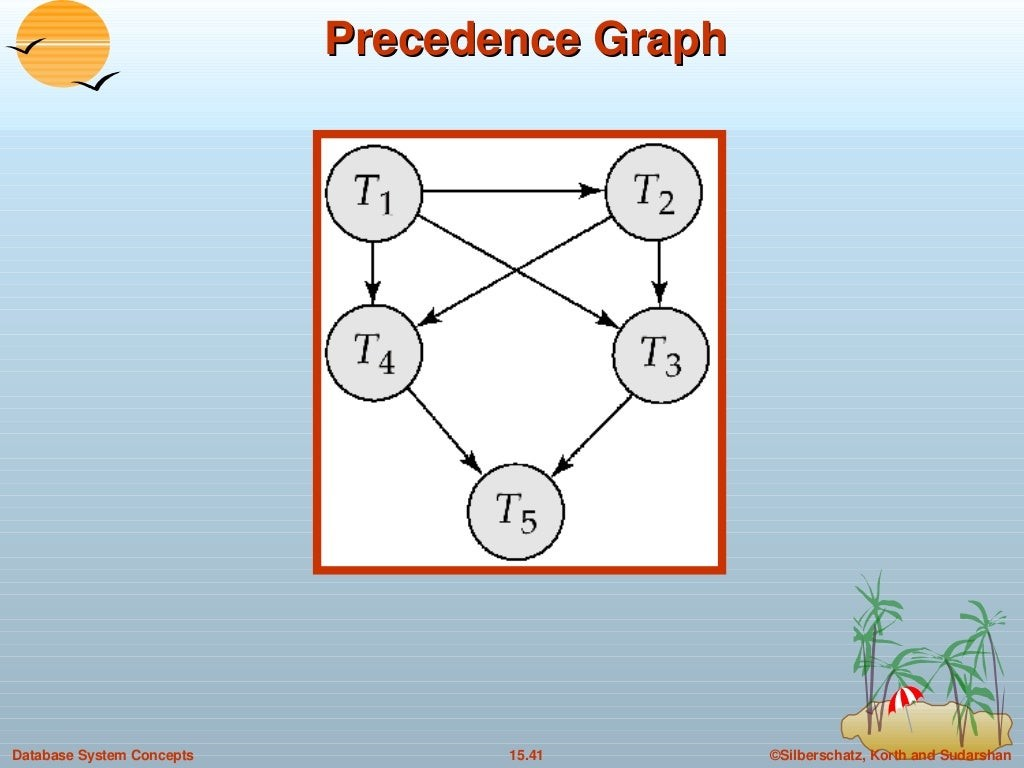 Precedence Graph
T1
T2
T4
T3
T5
Database System Concepts
15.41
©Silberschatz, Korth and Sudarshan